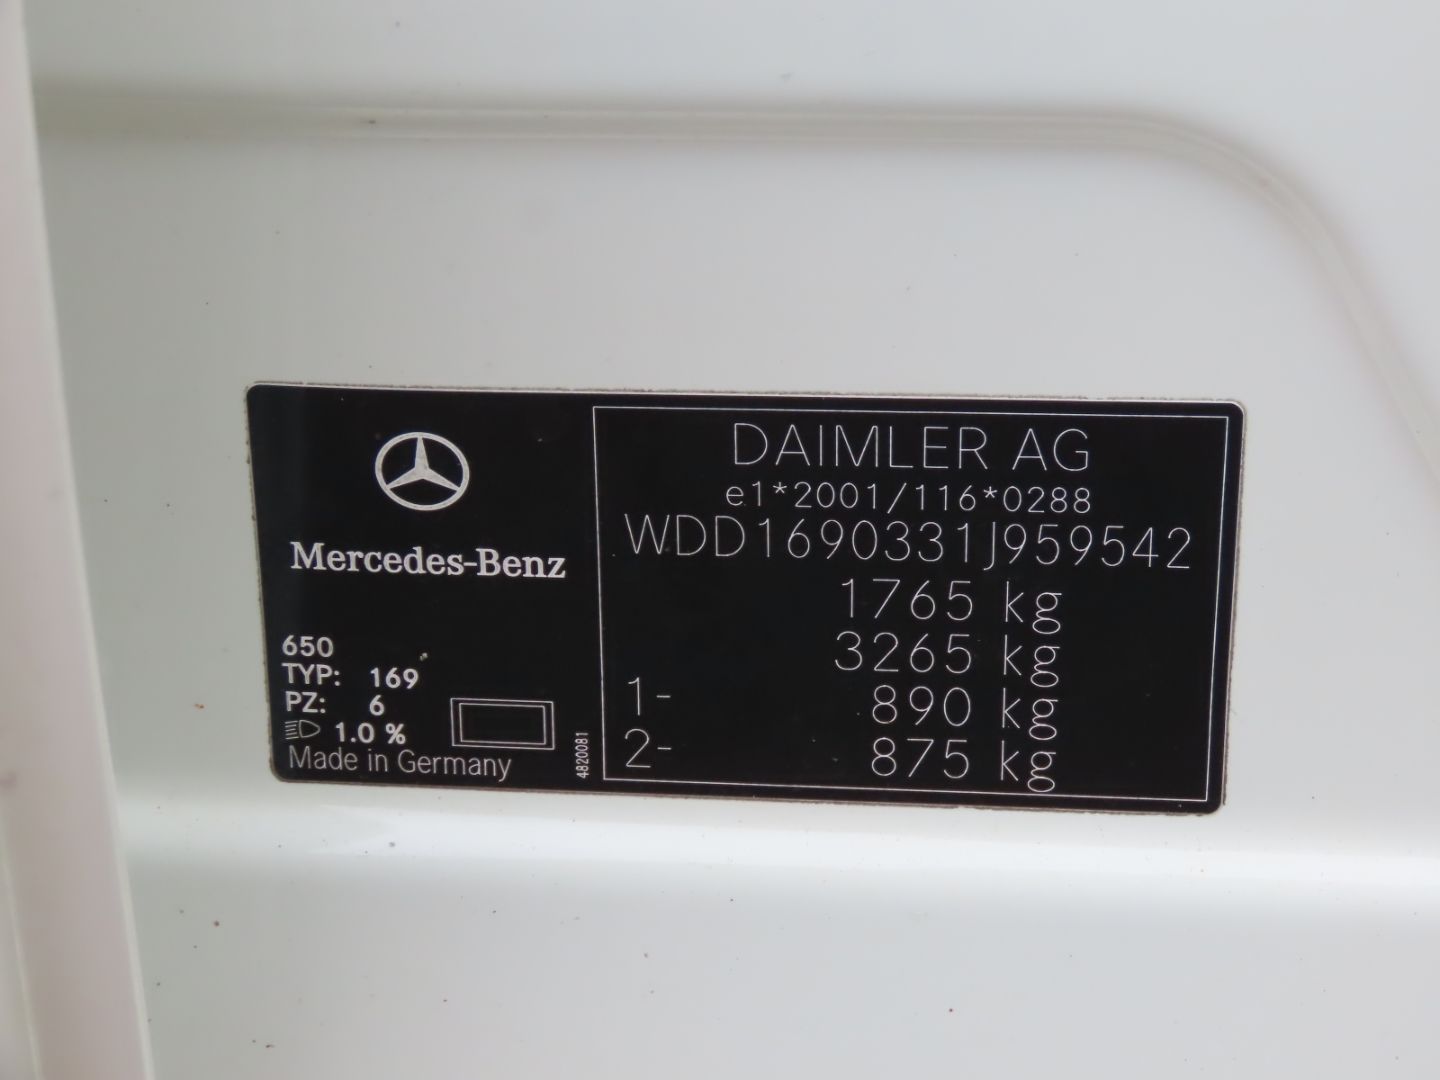 Mercedes-Benz
650
TYP: 169
PZ: 6
1.0 %
Made in Germany
4820081
DAIMLER AG
e1*2001/116*0288
WDD1690331J959542
1765 kg
3265 kg
1- 890 kg
2- 875 kg